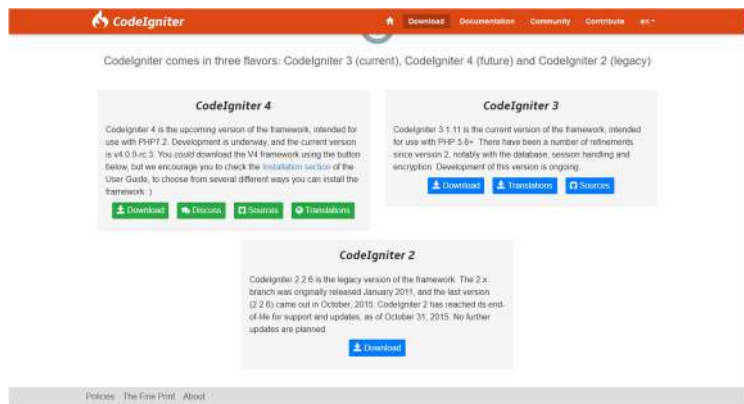 CodeIgniter
Download Documentation Community Contribute en
CodeIgniter comes in three flavors: CodeIgniter 3 (current), CodeIgniter 4 (future) and CodeIgniter 2 (legacy)
CodeIgniter 4
CodeIgniter 4 is the upcoming version of the framework, intended for
use with PHP7.2. Development is underway, and the current version
is v4.0.0-rc.3. You could download the V4 framework using the button
below, but we encourage you to check the Installation section of the
User Guide, to choose from several different ways you can install the
framework :)
Download Discuss Sources Translations
CodeIgniter 3
CodeIgniter 3.1.11 is the current version of the framework, intended
for use with PHP 5.6+. There have been a number of refinements
since version 2, notably with the database, session handling and
encryption. Development of this version is ongoing.
Download Translations Sources
CodeIgniter 2
CodeIgniter 2.2.6 is the legacy version of the framework. The 2.x
branch was originally released January 2011, and the last version
(2.2.6) came out in October, 2015. CodeIgniter 2 has reached its end-
of-life for support and updates, as of October 31, 2015. No further
updates are planned
Download
Policies The Fine Print About